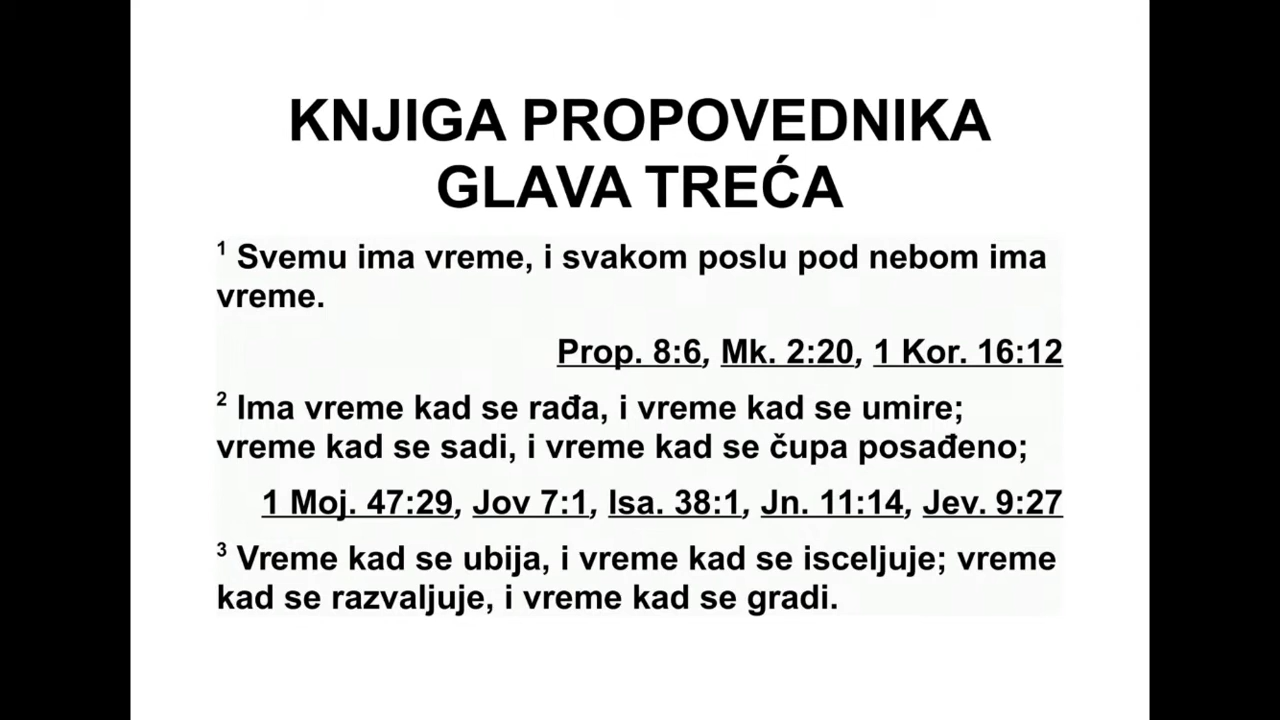 KNJIGA PROPOVEDNIKA
GLAVA TREĆA
1 Svemu ima vreme, i svakom poslu pod nebom ima
vreme.
Prop. 8:6, Mk. 2:20, 1 Kor. 16:12
2 Ima vreme kad se rađa, i vreme kad se umire;
vreme kad se sadi, i vreme kad se čupa posađeno;
1 Moj. 47:29, Jov 7:1, Isa. 38:1, Jn. 11:14, Jev. 9:27
3 Vreme kad se ubija, i vreme kad se isceljuje; vreme
kad se razvaljuje, i vreme kad se gradi.